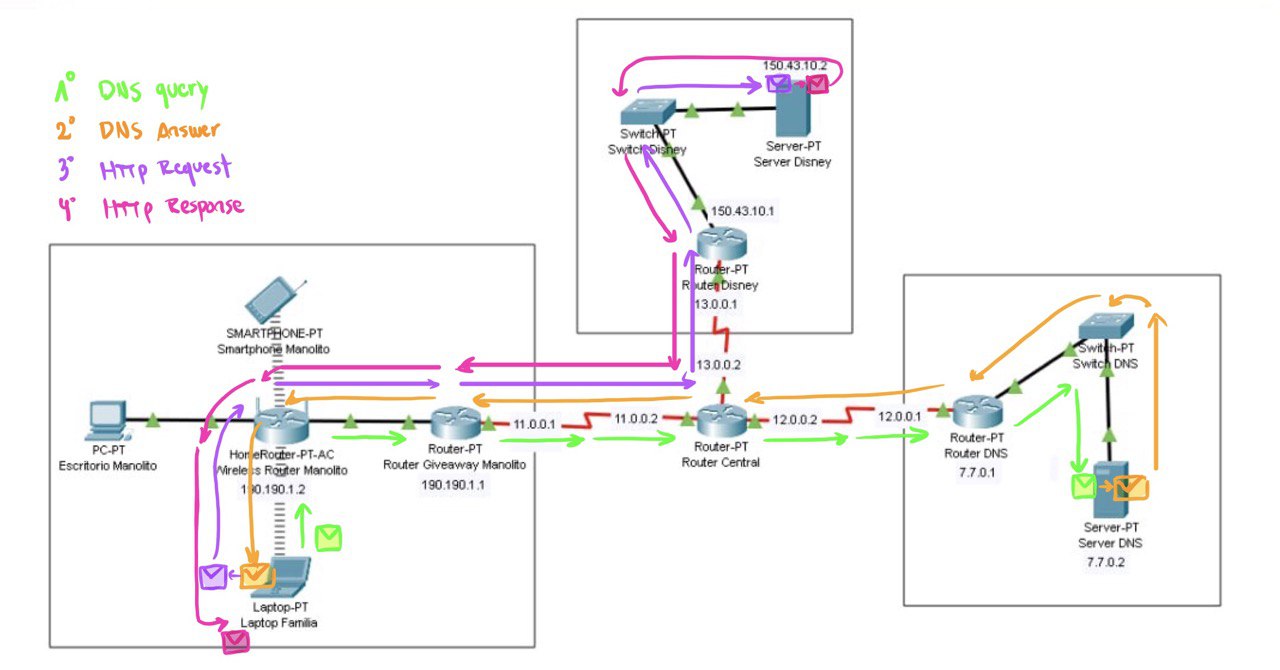 1° DNS query
2° DNS Answer
3° Http Request
4° Http Response
150.43.10.2
Switch-PT
Switch Disney
Server-PT
Server Disney
150.43.10.1
Router-PT
Router Disney
13.0.0.1
13.0.0.2
SMARTPHONE-PT
Smartphone Manolito
PC-PT
Escritorio Manolito
HomeRouter-PT-AC
Wireless Router Manolito
190.190.1.2
Router-PT
Router Giveaway Manolito
190.190.1.1
11.0.0.1
11.0.0.2
Router-PT
Router Central
12.0.0.2
12.0.0.1
Router-PT
Router DNS
7.7.0.1
Switch-PT
Switch DNS
Server-PT
Server DNS
7.7.0.2
Laptop-PT
Laptop Familia